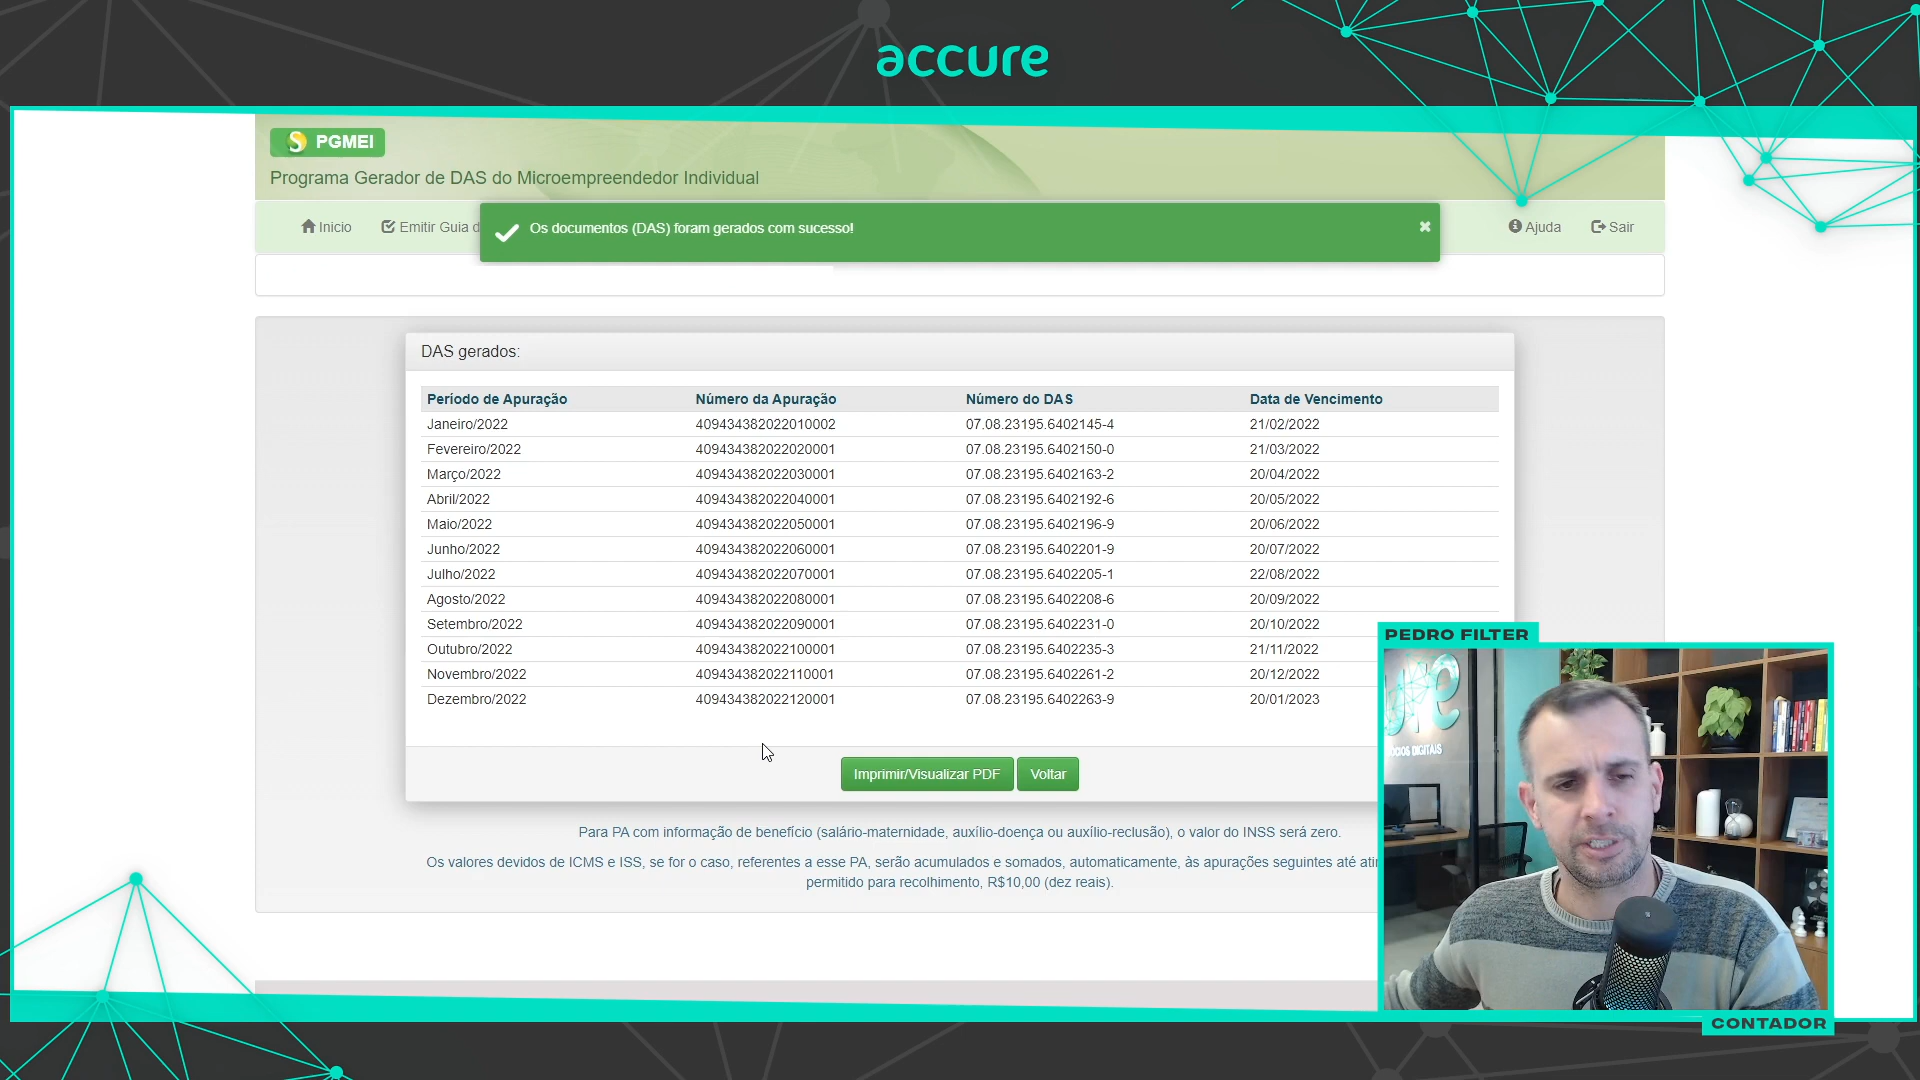 accure
PGMEI
Programa Gerador de DAS do Microempreendedor Individual
Inicio
Emitir Guia d
Os documentos (DAS) foram gerados com sucesso!
Ajuda
Sair
DAS gerados:
Período de Apuração Número da Apuração Número do DAS Data de Vencimento
Janeiro/2022 409434382022010002 07.08.23195.6402145-4 21/02/2022
Fevereiro/2022 409434382022020001 07.08.23195.6402150-0 21/03/2022
Março/2022 409434382022030001 07.08.23195.6402163-2 20/04/2022
Abril/2022 409434382022040001 07.08.23195.6402192-6 20/05/2022
Maio/2022 409434382022050001 07.08.23195.6402196-9 20/06/2022
Junho/2022 409434382022060001 07.08.23195.6402201-9 20/07/2022
Julho/2022 409434382022070001 07.08.23195.6402205-1 22/08/2022
Agosto/2022 409434382022080001 07.08.23195.6402208-6 20/09/2022
Setembro/2022 409434382022090001 07.08.23195.6402231-0 20/10/2022
Outubro/2022 409434382022100001 07.08.23195.6402235-3 21/11/2022
Novembro/2022 409434382022110001 07.08.23195.6402261-2 20/12/2022
Dezembro/2022 409434382022120001 07.08.23195.6402263-9 20/01/2023
Imprimir/Visualizar PDF
Voltar
Para PA com informação de benefício (salário-maternidade, auxílio-doença ou auxílio-reclusão), o valor do INSS será zero.
Os valores devidos de ICMS e ISS, se for o caso, referentes a esse PA, serão acumulados e somados, automaticamente, às apurações seguintes até ati
permitido para recolhimento, R$10,00 (dez reais).
PEDRO FILTER
DIGITAIS
CONTADOR